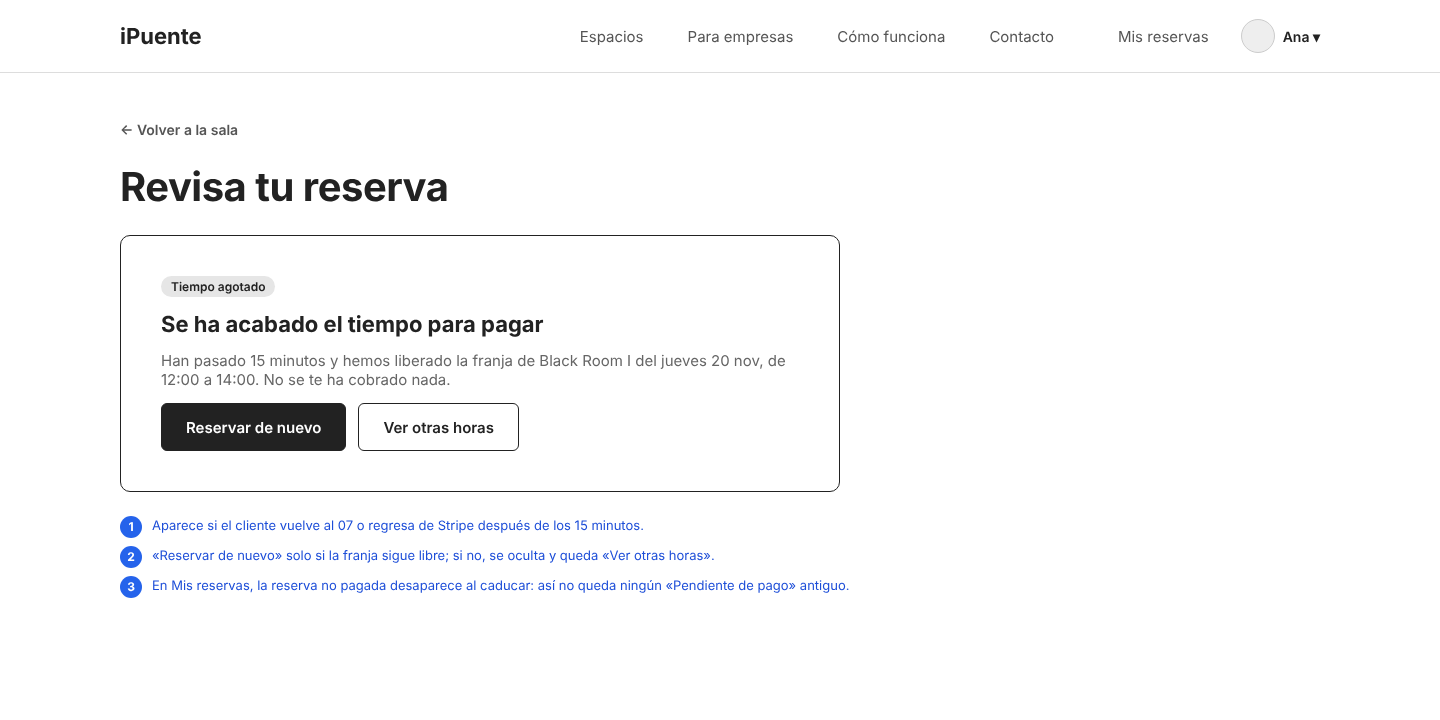 iPuente
Espacios
Para empresas
Cómo funciona
Contacto
Mis reservas
Ana ▾
← Volver a la sala
Revisa tu reserva
Tiempo agotado
Se ha acabado el tiempo para pagar
Han pasado 15 minutos y hemos liberado la franja de Black Room I del jueves 20 nov, de
12:00 a 14:00. No se te ha cobrado nada.
Reservar de nuevo
Ver otras horas
1 Aparece si el cliente vuelve al 07 o regresa de Stripe después de los 15 minutos.
2 «Reservar de nuevo» solo si la franja sigue libre; si no, se oculta y queda «Ver otras horas».
3 En Mis reservas, la reserva no pagada desaparece al caducar: así no queda ningún «Pendiente de pago» antiguo.